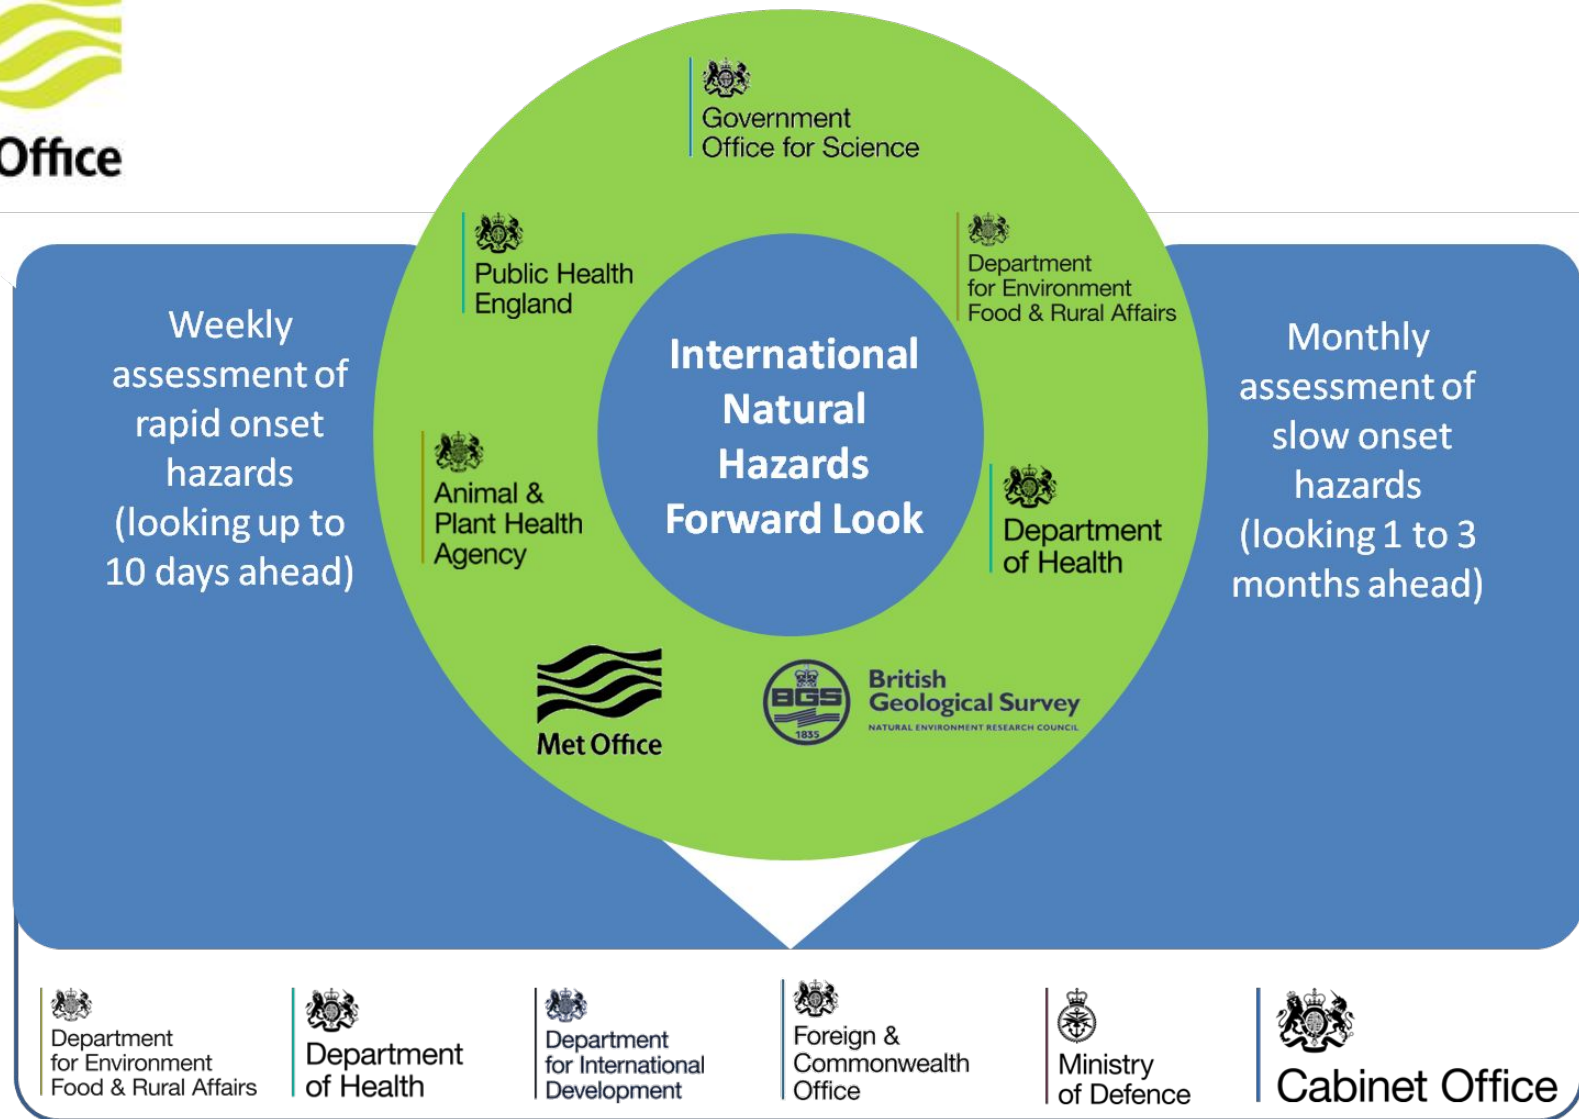 Office
Government
Office for Science
Public Health
England
Department
for Environment
Food & Rural Affairs
Weekly
assessment of
rapid onset
hazards
(looking up to
10 days ahead)
International
Natural
Hazards
Forward Look
Monthly
assessment of
slow onset
hazards
(looking 1 to 3
months ahead)
Animal &
Plant Health
Agency
Department
of Health
Met Office
BGS
1835
British
Geological Survey
NATURAL ENVIRONMENT RESEARCH COUNCIL
Department
for Environment
Food & Rural Affairs
Department
of Health
Department
for International
Development
Foreign &
Commonwealth
Office
Ministry
of Defence
Cabinet Office